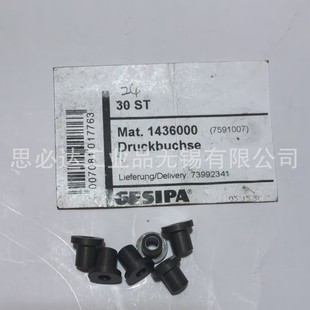 24
30 ST
Mat. 1436000 (7591007)
Druckbuchse
思必达工业品无锡有限公司
Lieferung/Delivery 73992341
GESIPA